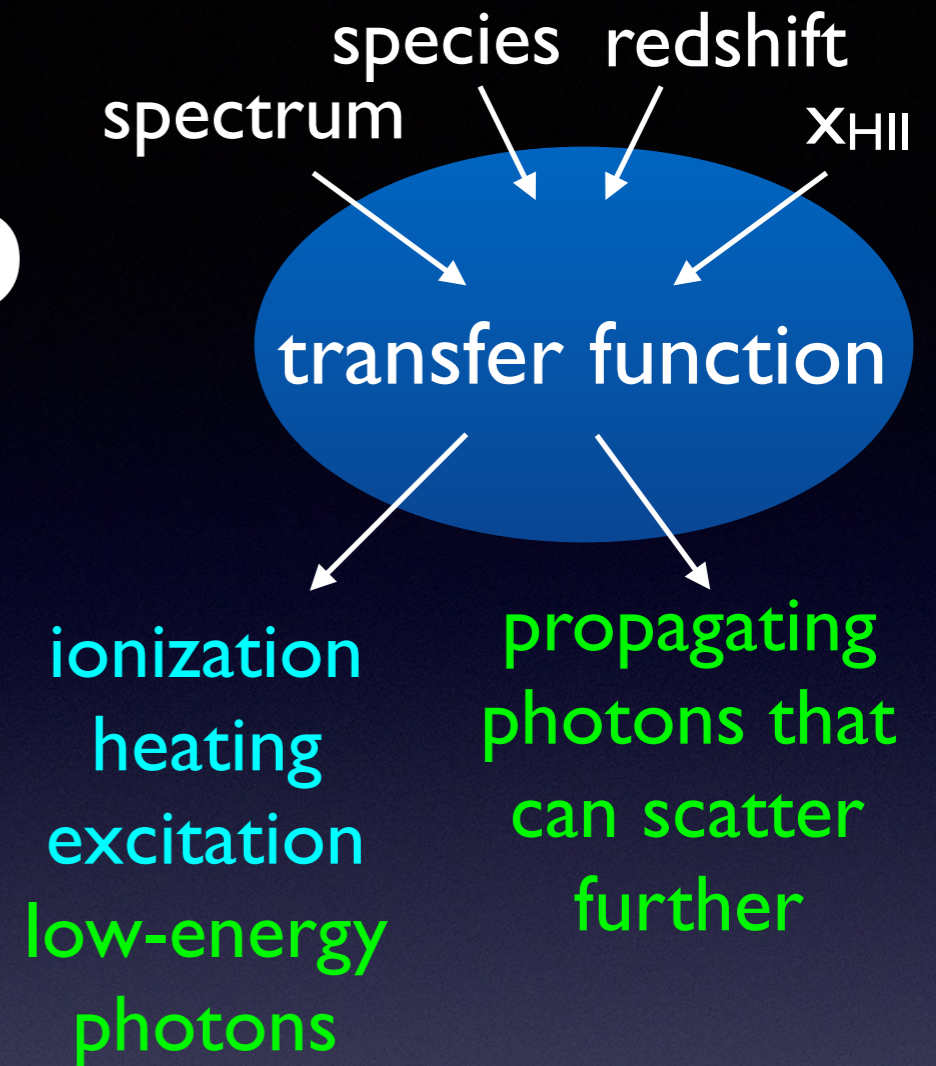 species redshift
spectrum
xHII
transfer function
ionization
heating
excitation
low-energy
photons
propagating
photons that
can scatter
further